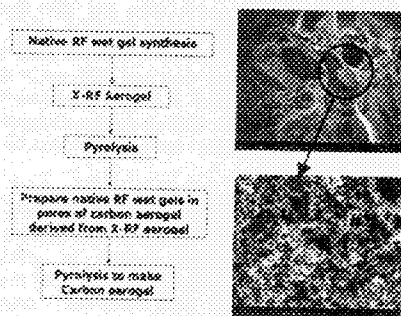 Native RF wet gel synthesis
X-RF Aerogel
Pyrolysis
Prepare native RF wet gels in
pores of carbon aerogel
derived from X-RF aerogel
Pyrolysis to make
Carbon aerogel